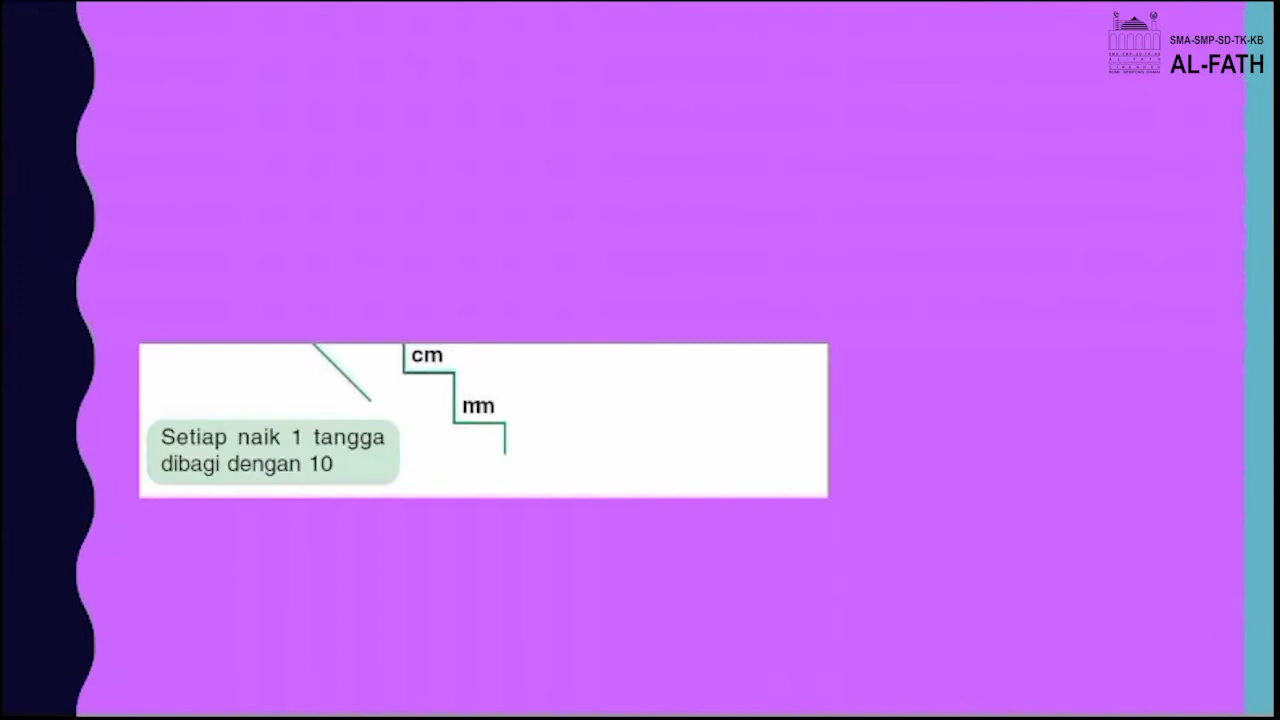 SMA-SMP-SD-TK-KB
AL-FATH
cm
mm
Setiap naik 1 tangga
dibagi dengan 10